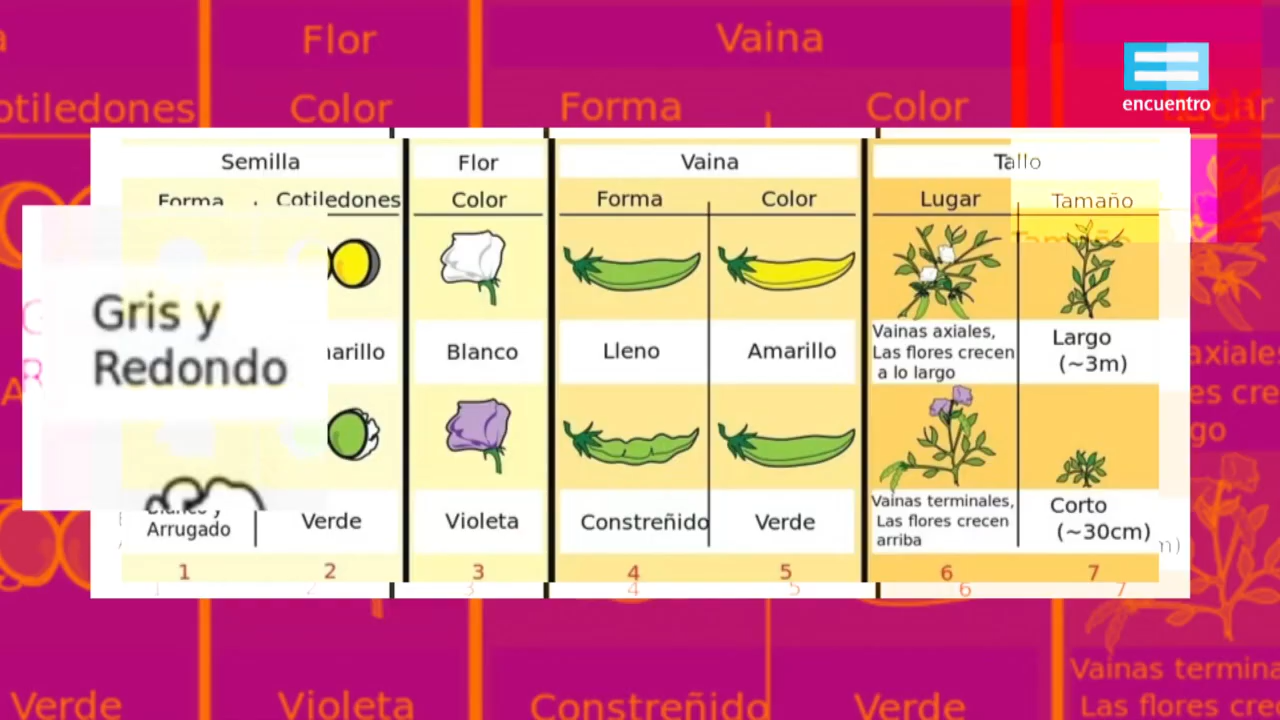 Flor
Vaina
otiledones
Color
Forma
Color
encuentro
Semilla
Flor
Vaina
Tallo
Forma
Cotiledones
Color
Forma
Color
Lugar
Tamaño
Gris y
Redondo
Blanco
Lleno
Amarillo
Vainas axiales,
Las flores crecen
a lo largo
Largo
(~3m)
Arrugado
Verde
Violeta
Constreñido
Verde
Vainas terminales,
Las flores crecen
arriba
Corto
(~30cm)
1
2
3
4
5
6
7
Verde
Violeta
Constreñido
Verde
Vainas termina
Las flores cre